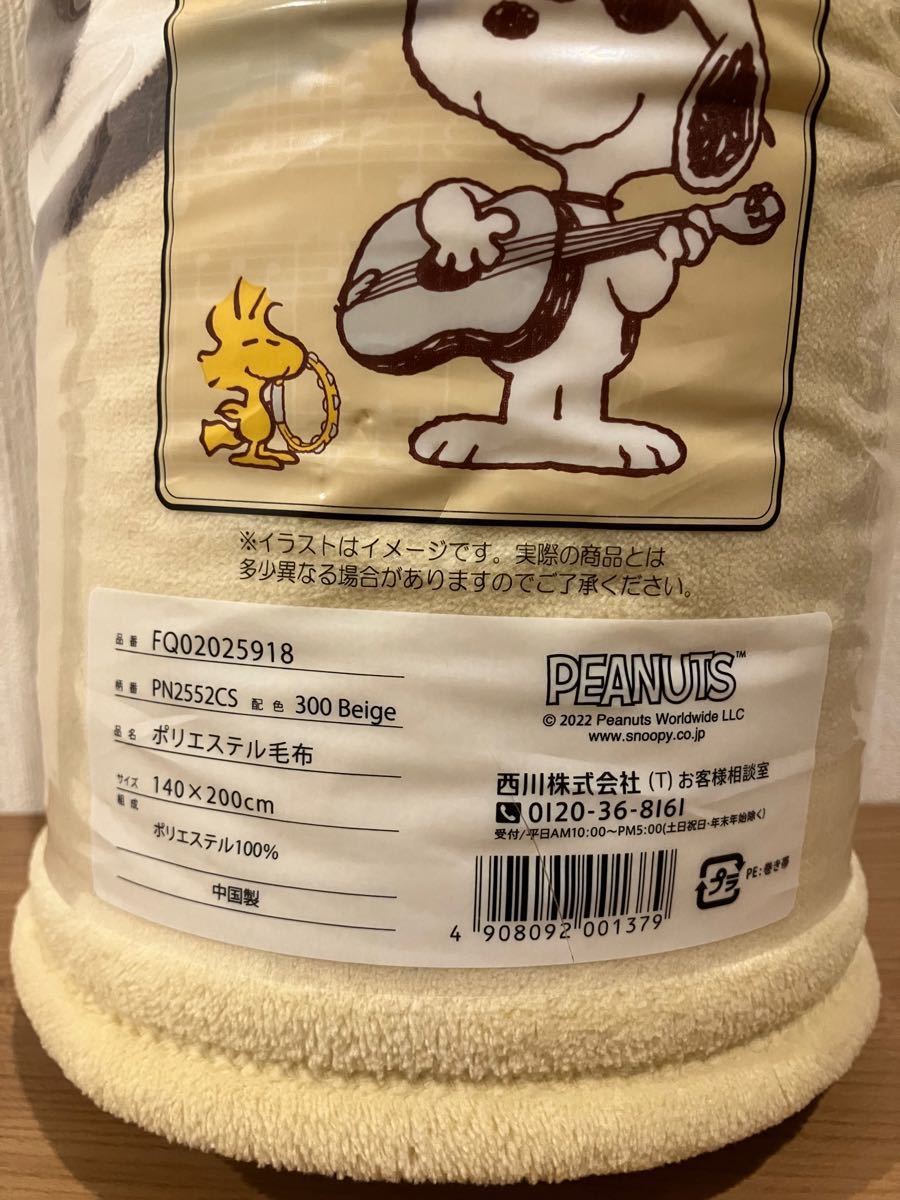 ※イラストはイメージです。実際の商品とは
多少異なる場合がありますのでご了承ください。
品番 FQ02025918
柄番 PN2552CS 配色 300 Beige
品名 ポリエステル毛布
サイズ 140×200cm
組成
ポリエステル100%
中国製
PEANUTS™
© 2022 Peanuts Worldwide LLC
www.snoopy.co.jp
西川株式会社 (T) お客様相談室
0120-36-8161
受付/平日AM10:00〜PM5:00(土日祝日・年末年始除く)
4 908092 001379
プラ
PE:巻き帯